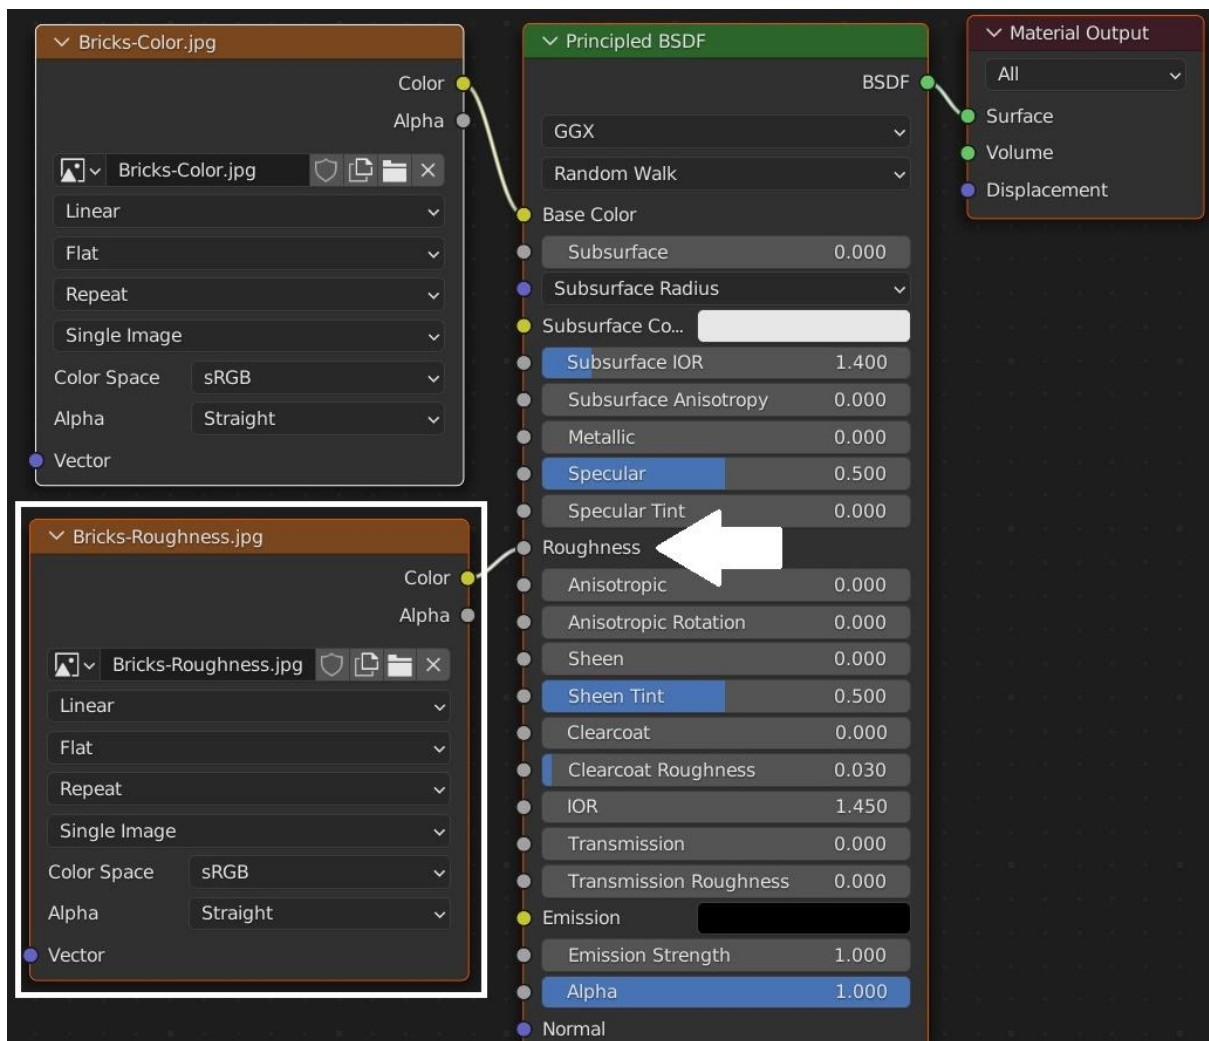 Bricks-Color.jpg
Color
Alpha
Bricks-Color.jpg
Linear
Flat
Repeat
Single Image
Color Space sRGB
Alpha Straight
Vector
Bricks-Roughness.jpg
Color
Alpha
Bricks-Roughness.jpg
Linear
Flat
Repeat
Single Image
Color Space sRGB
Alpha Straight
Vector
Principled BSDF
BSDF
GGX
Random Walk
Base Color
Subsurface 0.000
Subsurface Radius
Subsurface Co...
Subsurface IOR 1.400
Subsurface Anisotropy 0.000
Metallic 0.000
Specular 0.500
Specular Tint 0.000
Roughness
Anisotropic 0.000
Anisotropic Rotation 0.000
Sheen 0.000
Sheen Tint 0.500
Clearcoat 0.000
Clearcoat Roughness 0.030
IOR 1.450
Transmission 0.000
Transmission Roughness 0.000
Emission
Emission Strength 1.000
Alpha 1.000
Normal
Material Output
All
Surface
Volume
Displacement